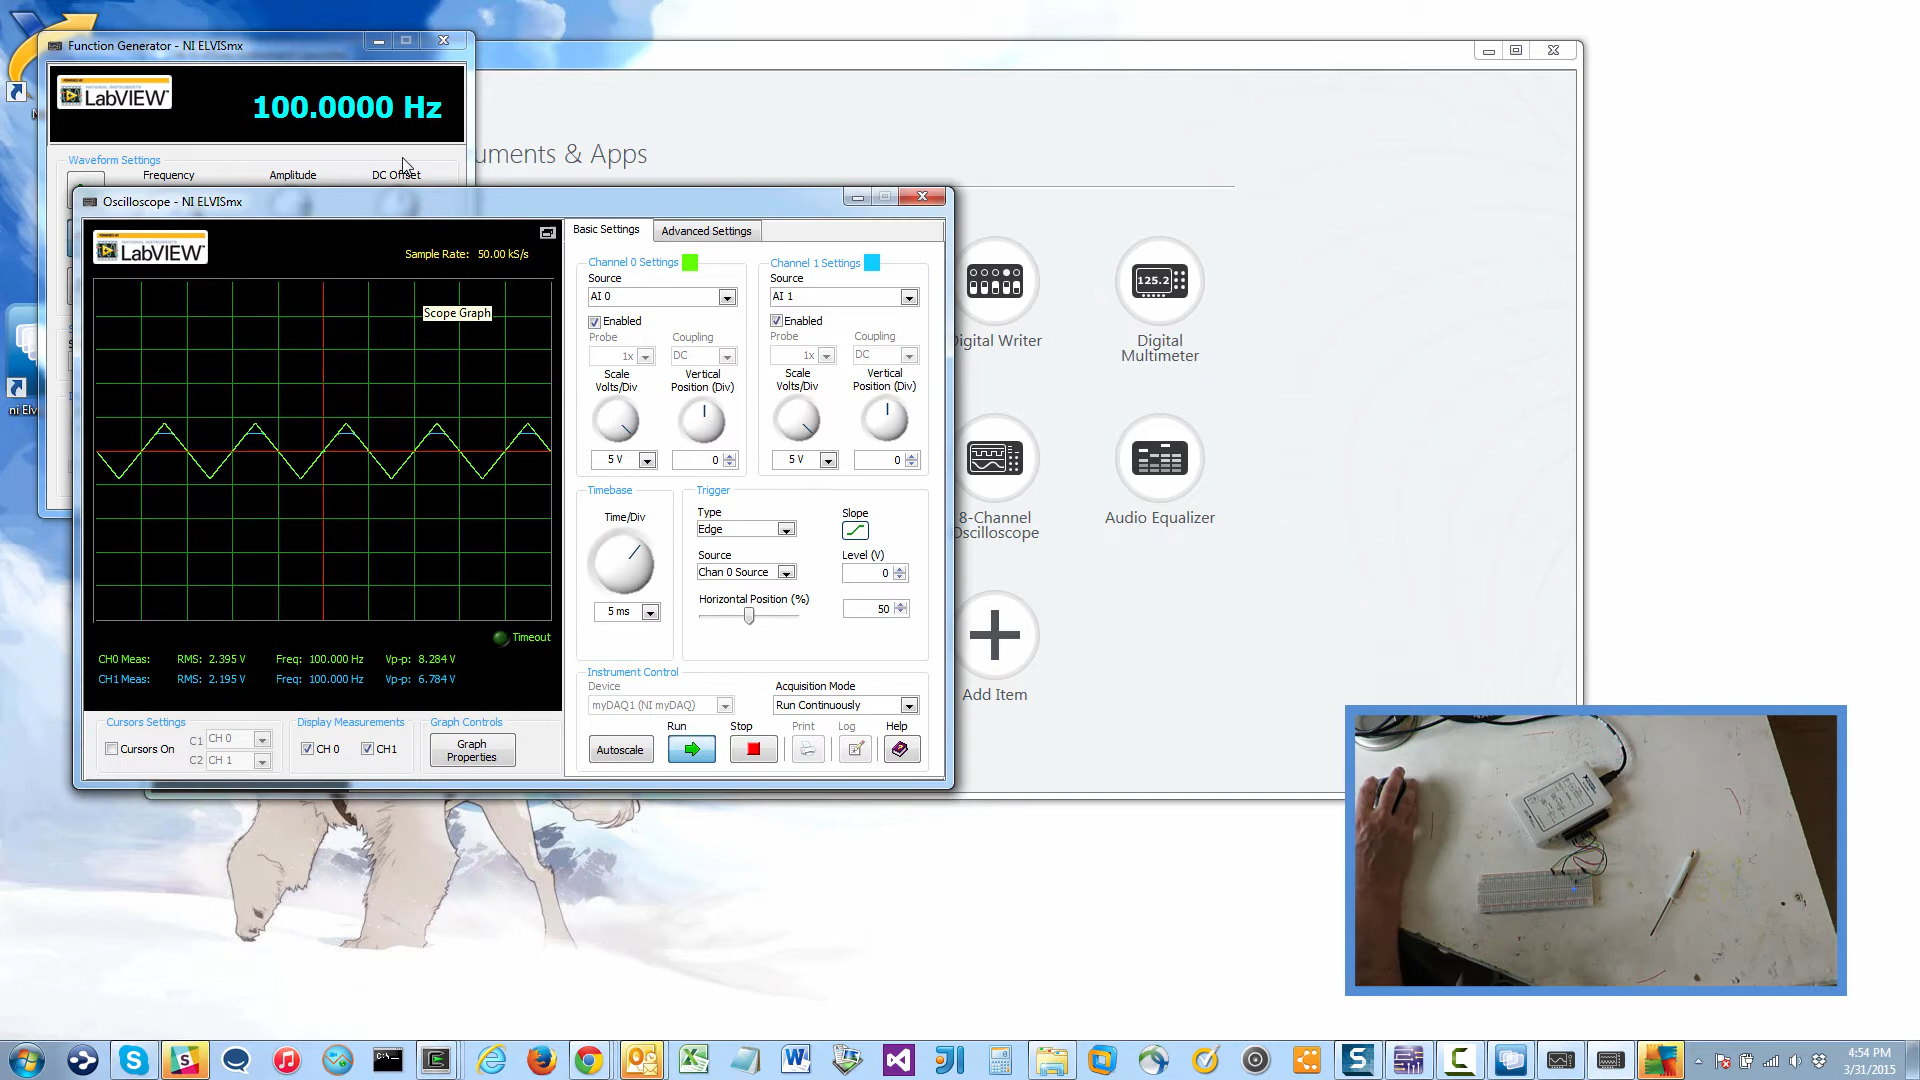 Function Generator - NI ELVISmx
POWERED BY
LabVIEW
100.0000 Hz
Waveform Settings
Frequency
Amplitude
DC Offset
uments & Apps
Oscilloscope - NI ELVISmx
LabVIEW
Sample Rate: 50.00 kS/s
Scope Graph
Timeout
CH0 Meas: RMS: 2.395 V Freq: 100.000 Hz Vp-p: 8.284 V
CH1 Meas: RMS: 2.195 V Freq: 100.000 Hz Vp-p: 6.784 V
Basic Settings
Advanced Settings
Channel 0 Settings
Source
AI 0
Enabled
Probe
Coupling
1x
DC
Scale
Volts/Div
Vertical
Position (Div)
5 V
0
Channel 1 Settings
Source
AI 1
Enabled
Probe
Coupling
1x
DC
Scale
Volts/Div
Vertical
Position (Div)
5 V
0
Timebase
Time/Div
5 ms
Trigger
Type
Edge
Slope
Source
Chan 0 Source
Level (V)
0
Horizontal Position (%)
50
Instrument Control
Device
myDAQ1 (NI myDAQ)
Acquisition Mode
Run Continuously
Run
Stop
Print
Log
Help
Autoscale
Cursors Settings
Cursors On
C1
CH 0
C2
CH 1
Display Measurements
CH 0
CH1
Graph Controls
Graph
Properties
Digital Writer
125.2
Digital
Multimeter
8-Channel
Oscilloscope
Audio Equalizer
Add Item
ni Elv
4:54 PM
3/31/2015